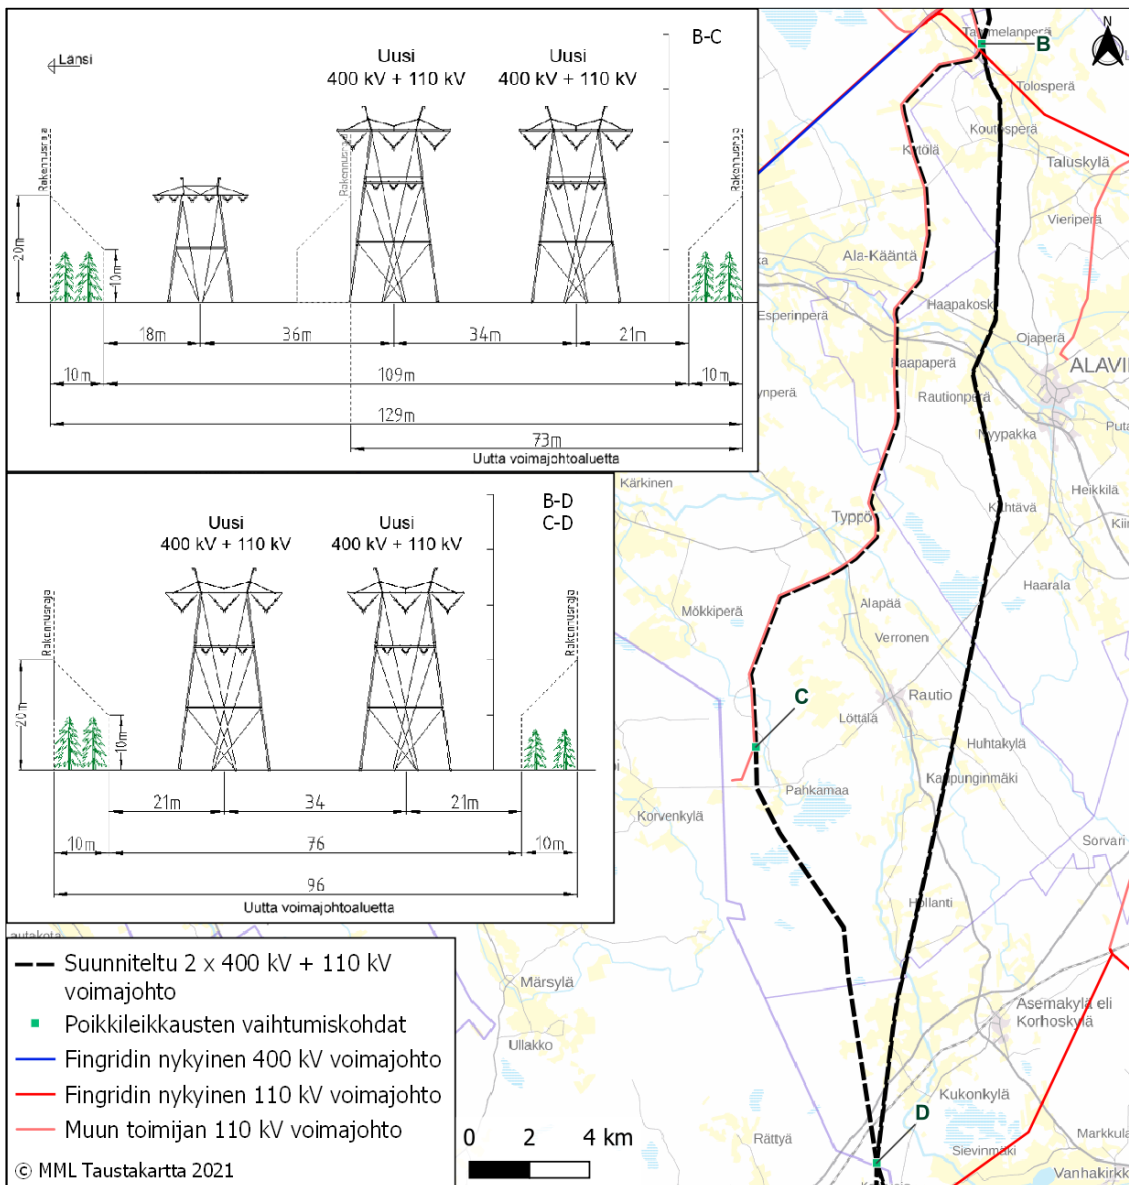 B-C
Länsi
Uusi
400 kV + 110 kV
Uusi
400 kV + 110 kV
Rakennusraja
Rakennusraja
Rakennusraja
20m
10m
18m
36m
34m
21m
10m
109m
10m
129m
73m
Uutta voimajohtoaluetta
B-D
C-D
Uusi
400 kV + 110 kV
Uusi
400 kV + 110 kV
Rakennusraja
Rakennusraja
20m
10m
21m
34
21m
10m
76
10m
96
Uutta voimajohtoaluetta
Suunniteltu 2 x 400 kV + 110 kV
voimajohto
Poikkileikkausten vaihtumiskohdat
Fingridin nykyinen 400 kV voimajohto
Fingridin nykyinen 110 kV voimajohto
Muun toimijan 110 kV voimajohto
© MML Taustakartta 2021
0 2 4 km
N
B
Tolosperä
Koutosperä
Kytölä
Taluskylä
Vieriperä
Ala-Kääntä
Haapakosk
Esperinperä
Ojaperä
Haapaperä
ALAVI
Rautionperä
Nyypakka
Puta
Kärkinen
Heikkilä
Kähtävä
Typpö
Kii
Haarala
Mökkiperä
Alapää
Verronen
C
Rautio
Löttälä
Huhtakylä
Kaupunginmäki
Pahkamaa
Korvenkylä
Sorvari
Hollanti
Märsylä
Asemakylä eli
Korhoskylä
Ullakko
Kukonkylä
D
Rättyä
Sievinmäki
Markkula
Vanhakirkk